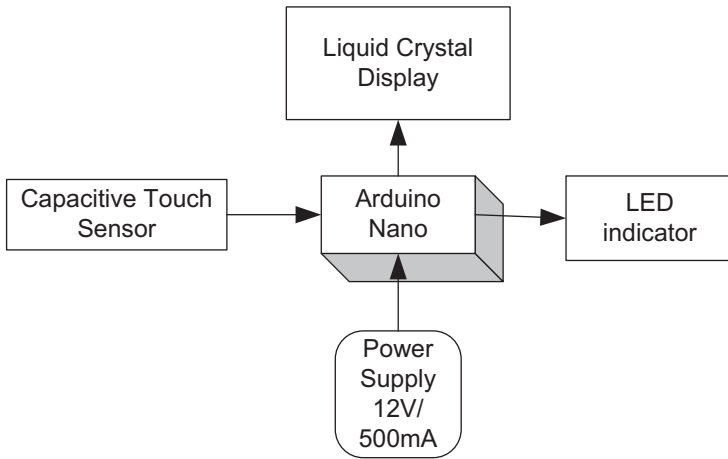 Liquid Crystal
Display
Capacitive Touch
Sensor
Arduino
Nano
LED
indicator
Power
Supply
12V/
500mA